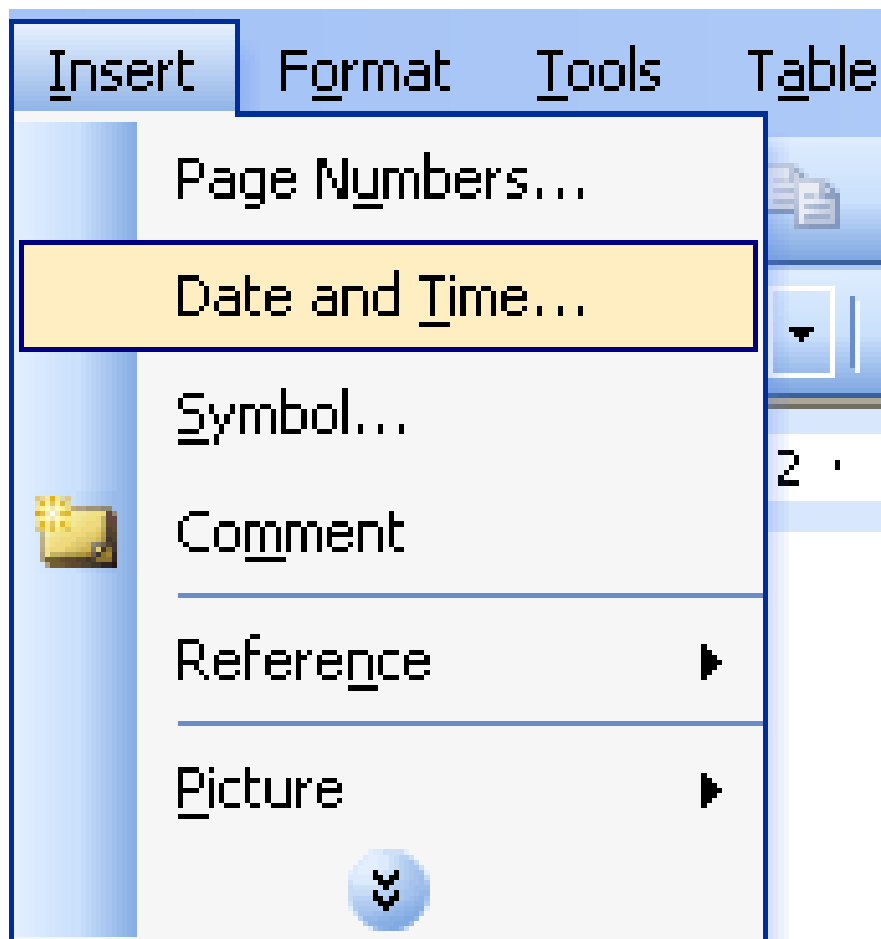 Insert Format Tools Table
Page Numbers...
Date and Time...
Symbol...
2
Comment
Reference
Picture